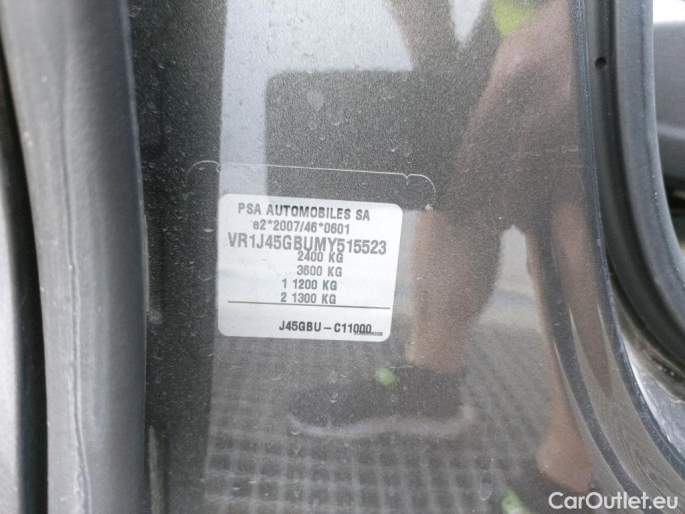 PSA AUTOMOBILES SA
e2*2007/46*0601
VR1J45GBUMY515523
2400 KG
3600 KG
1 1200 KG
2 1300 KG
J45GBU – C11000
CarOutlet.eu